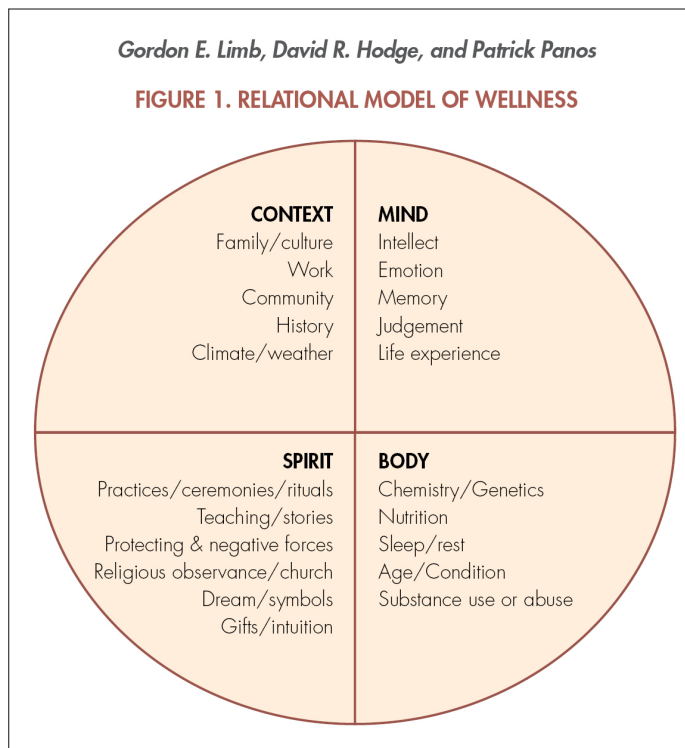 Gordon E. Limb, David R. Hodge, and Patrick Panos
FIGURE 1. RELATIONAL MODEL OF WELLNESS
CONTEXT
Family/culture
Work
Community
History
Climate/weather
MIND
Intellect
Emotion
Memory
Judgement
Life experience
SPIRIT
Practices/ceremonies/rituals
Teaching/stories
Protecting & negative forces
Religious observance/church
Dream/symbols
Gifts/intuition
BODY
Chemistry/Genetics
Nutrition
Sleep/rest
Age/Condition
Substance use or abuse